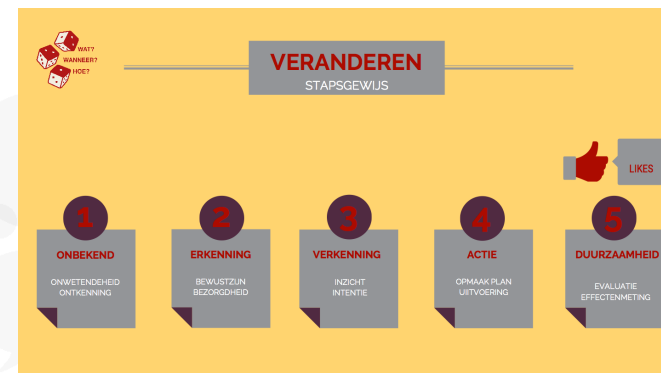 WAT?
WANNEER?
HOE?
VERANDEREN
STAPSGEWIJS
LIKES
1
ONBEKEND
ONWETENDEHEID
ONTKENNING
2
ERKENNING
BEWUSTZIJN
BEZORGDHEID
3
VERKENNING
INZICHT
INTENTIE
4
ACTIE
OPMAAK PLAN
UIITVOERING
5
DUURZAAMHEID
EVALUATIE
EFFECTENMETING